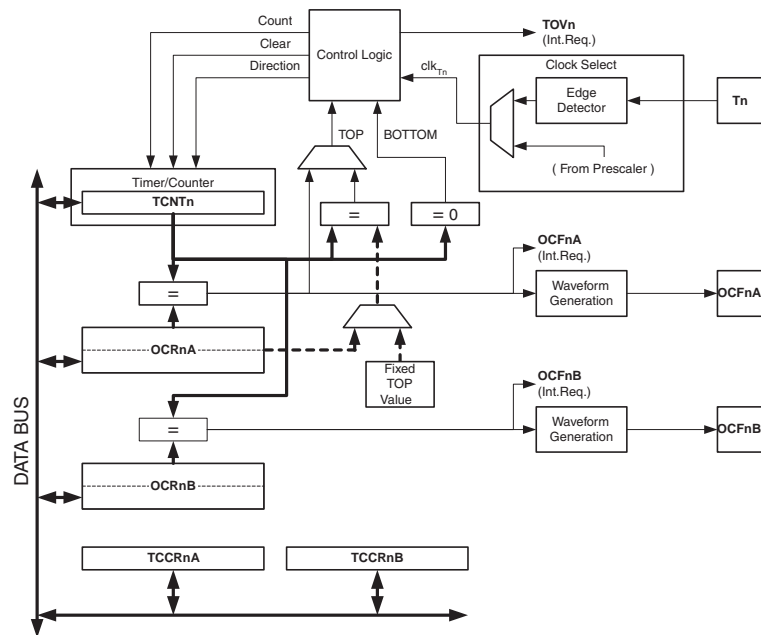 Count
Clear
Direction
Control Logic
TOVn
(Int.Req.)
clkTn
Clock Select
Edge
Detector
Tn
( From Prescaler )
TOP
BOTTOM
Timer/Counter
TCNTn
=
= 0
OCFnA
(Int.Req.)
=
Waveform
Generation
OCFnA
OCRnA
Fixed
TOP
Value
OCFnB
(Int.Req.)
=
Waveform
Generation
OCFnB
OCRnB
DATA BUS
TCCRnA
TCCRnB